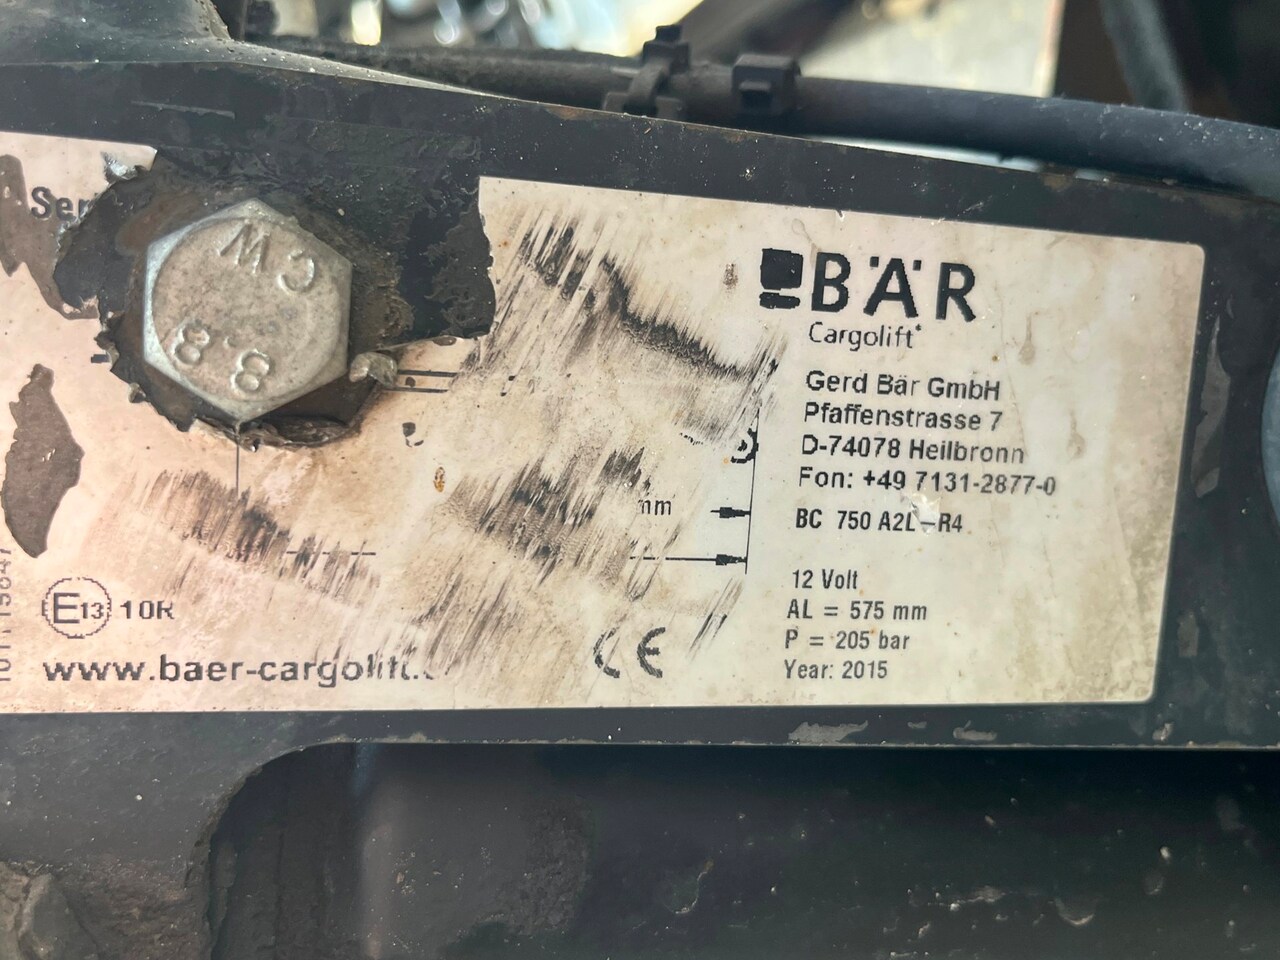 BÄR
Cargolift
Gerd Bär GmbH
Pfaffenstrasse 7
D-74078 Heilbronn
Fon: +49 7131-2877-0
BC 750 A2L-R4
12 Volt
AL = 575 mm
P = 205 bar
Year: 2015
CW
8.8
mm
E13 10R
www.baer-cargolift.
CE